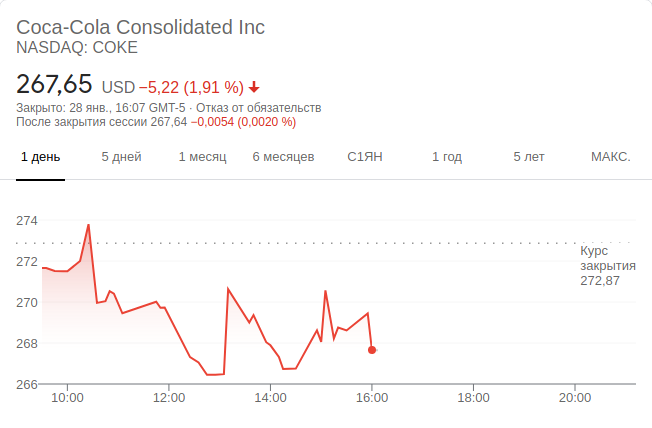 Coca-Cola Consolidated Inc
NASDAQ: COKE
267,65 USD −5,22 (1,91 %)
Закрыто: 28 янв., 16:07 GMT-5 · Отказ от обязательств
После закрытия сессии 267,64 −0,0054 (0,0020 %)
1 день 5 дней 1 месяц 6 месяцев С1ЯН 1 год 5 лет МАКС.
274
Курс
закрытия
272,87
272
270
268
266
10:00 12:00 14:00 16:00 18:00 20:00